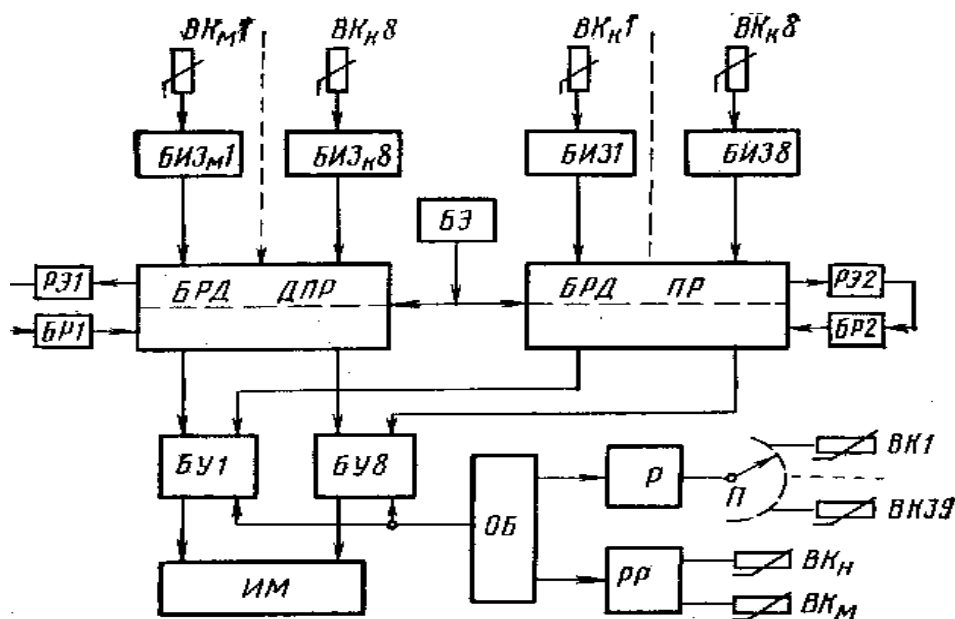 ВКм1 ВКк8 ВКн1 ВКк8
БИЗм1 БИЗк8 БИЗ1 БИЗ8
БЭ
РЭ1 БРД ДПР БРД ПР РЭ2
БР1 БР2
БУ1 БУ8 ОБ Р П ВК1
ВК39
ИМ РР ВКн
ВКм